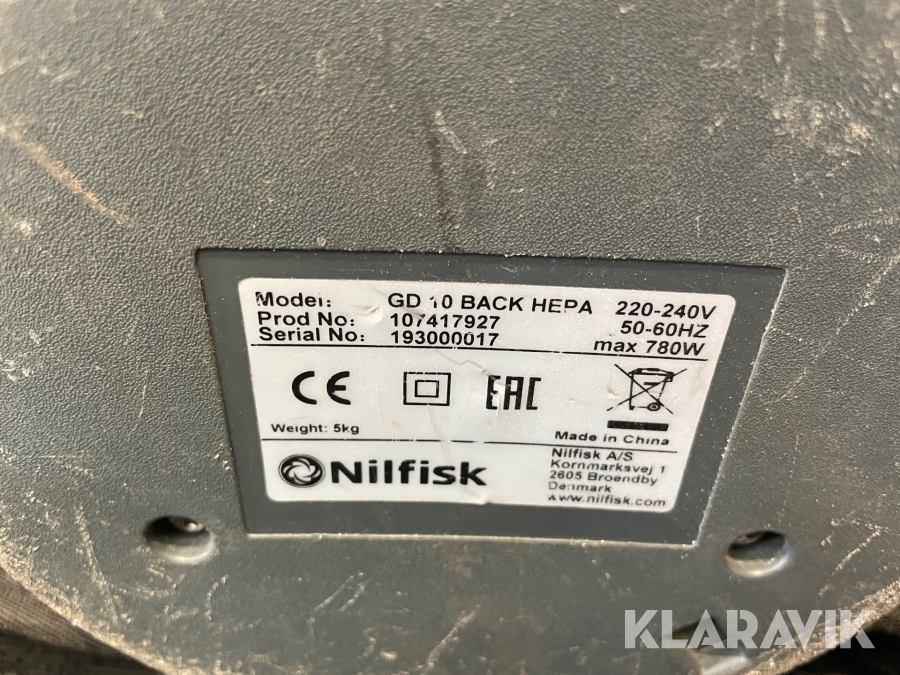 KLARAVIK
Model: GD 10 BACK HEPA 220-240V
Prod No: 107417927 50-60HZ
Serial No: 193000017 max 780W
CE EAC
Weight: 5kg Made in China
Nilfisk
Nilfisk A/S
Kornmarksvej 1
2605 Broendby
Denmark
www.nilfisk.com
KLARAVIK